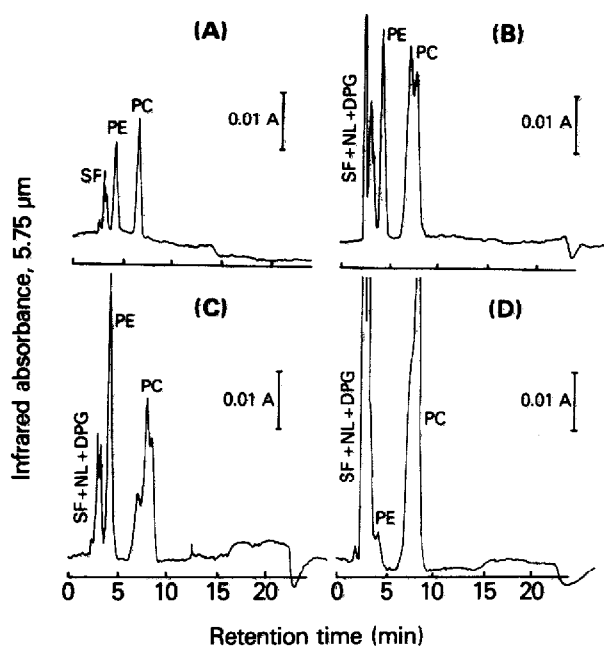 (A)
SF
PE
PC
0.01 A
(B)
SF+NL+DPG
PE
PC
0.01 A
(C)
SF+NL+DPG
PE
PC
0.01 A
(D)
SF+NL+DPG
PE
PC
0.01 A
Infrared absorbance, 5.75 μm
0 5 10 15 20
0 5 10 15 20
Retention time (min)